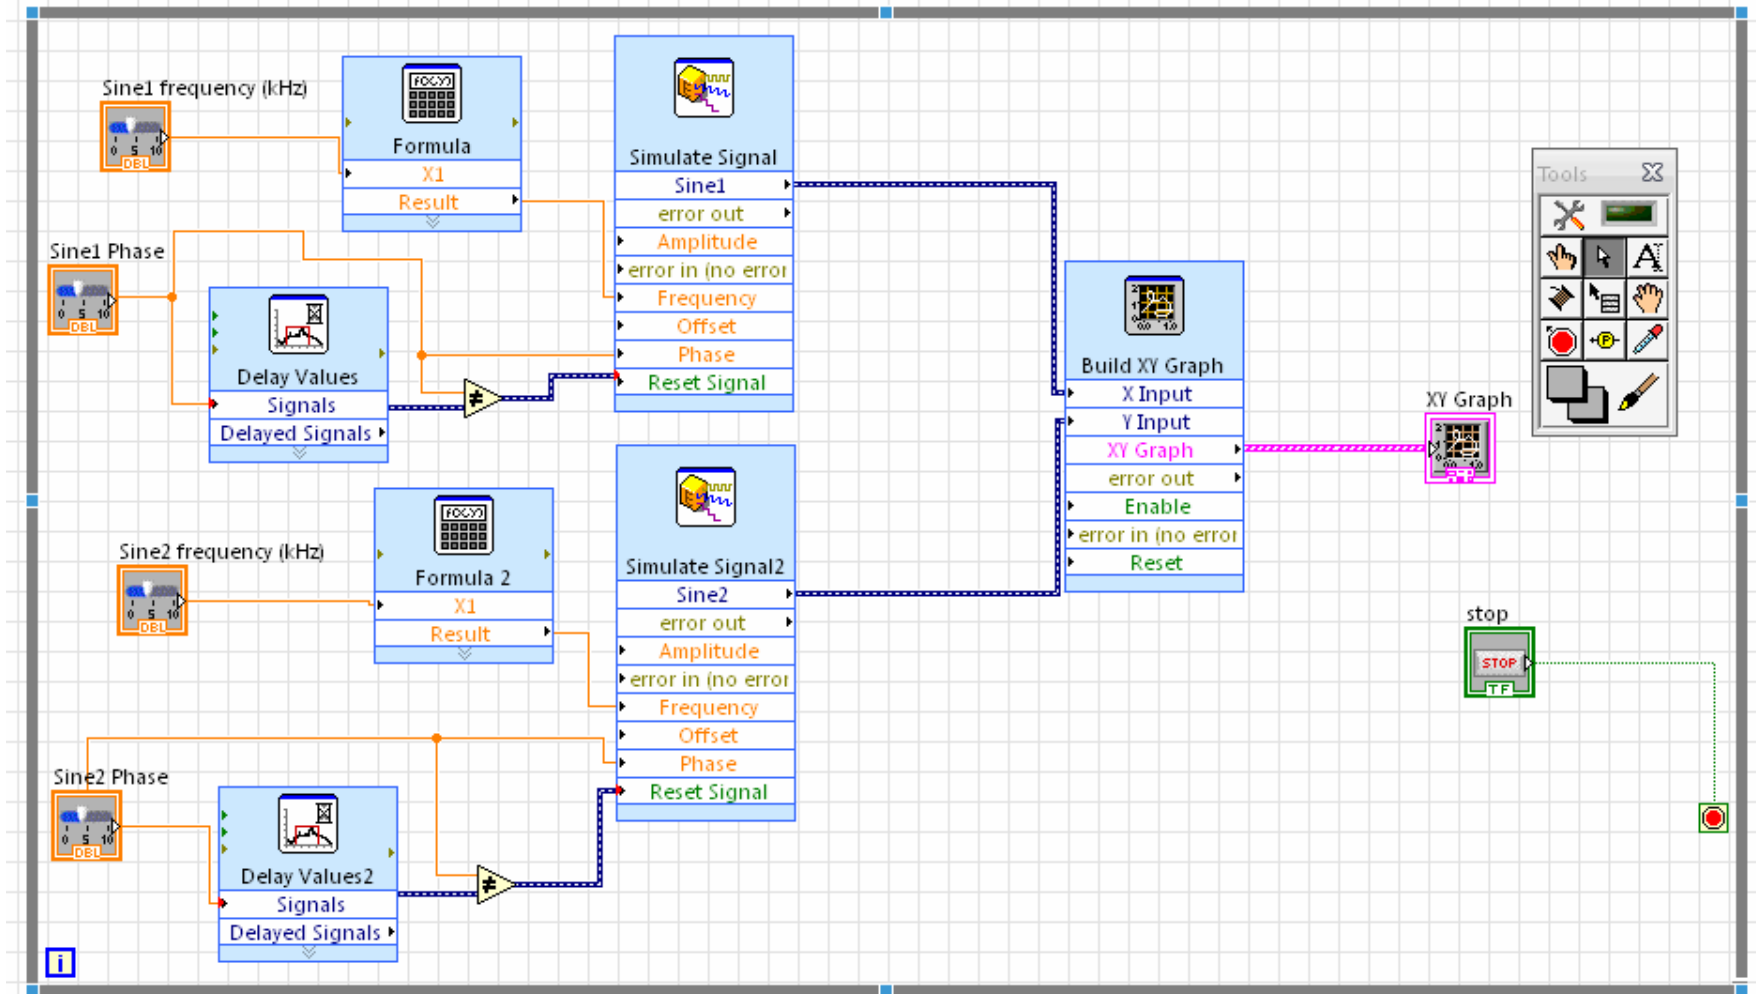 Sine1 frequency (kHz)
0 5 10
DBL
F(X,Y)
Formula
X1
Result
Simulate Signal
Sine1
error out
Amplitude
error in (no error
Frequency
Offset
Phase
Reset Signal
Sine1 Phase
0 5 10
DBL
Delay Values
Signals
Delayed Signals
≠
Build XY Graph
X Input
Y Input
XY Graph
error out
Enable
error in (no error
Reset
XY Graph
Tools
A
P
Sine2 frequency (kHz)
0 5 10
DBL
F(X,Y)
Formula 2
X1
Result
Simulate Signal2
Sine2
error out
Amplitude
error in (no error
Frequency
Offset
Phase
Reset Signal
stop
STOP
TF
Sine2 Phase
0 5 10
DBL
Delay Values2
Signals
Delayed Signals
≠
i